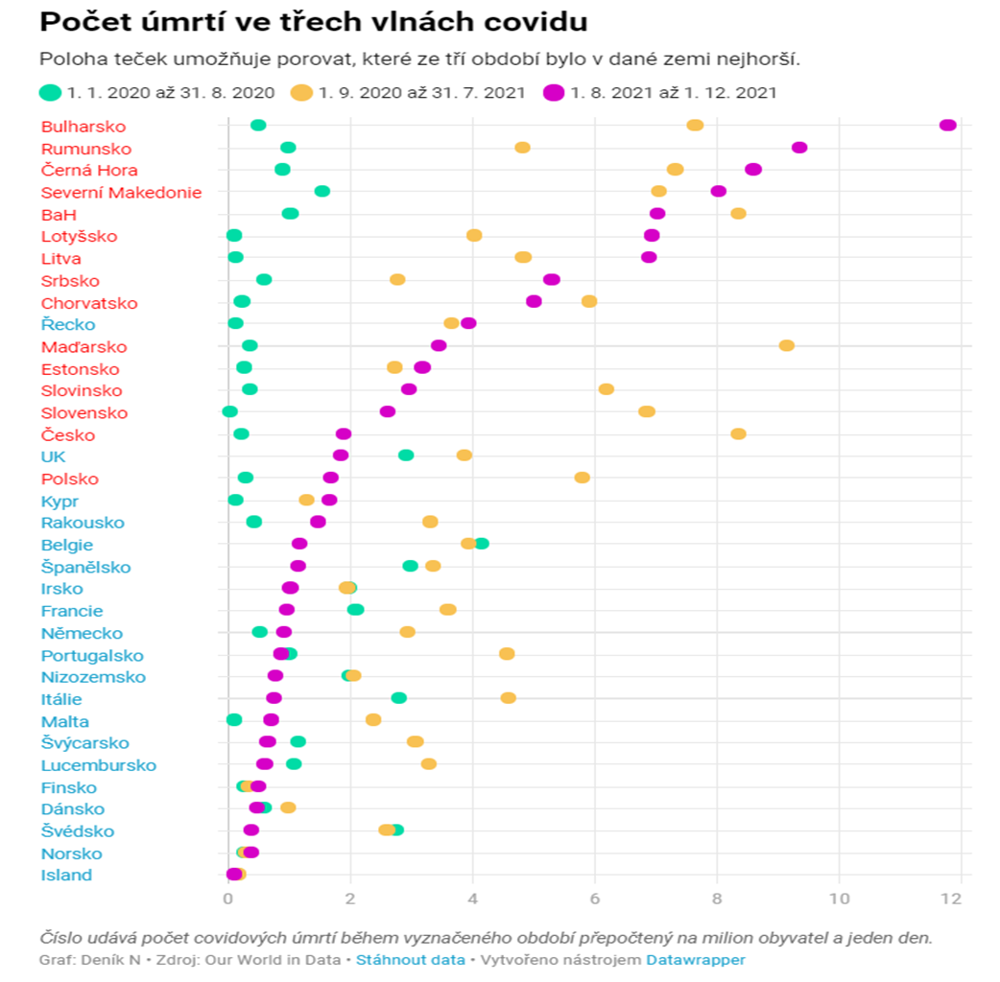 Počet úmrtí ve třech vlnách covidu
Poloha teček umožňuje porovat, které ze tří období bylo v dané zemi nejhorší.
1. 1. 2020 až 31. 8. 2020 1. 9. 2020 až 31. 7. 2021 1. 8. 2021 až 1. 12. 2021
Bulharsko
Rumunsko
Černá Hora
Severní Makedonie
BaH
Lotyšsko
Litva
Srbsko
Chorvatsko
Řecko
Maďarsko
Estonsko
Slovinsko
Slovensko
Česko
UK
Polsko
Kypr
Rakousko
Belgie
Španělsko
Irsko
Francie
Německo
Portugalsko
Nizozemsko
Itálie
Malta
Švýcarsko
Lucembursko
Finsko
Dánsko
Švédsko
Norsko
Island
0 2 4 6 8 10 12
Číslo udává počet covidových úmrtí během vyznačeného období přepočtený na milion obyvatel a jeden den.
Graf: Deník N • Zdroj: Our World in Data • Stáhnout data • Vytvořeno nástrojem Datawrapper